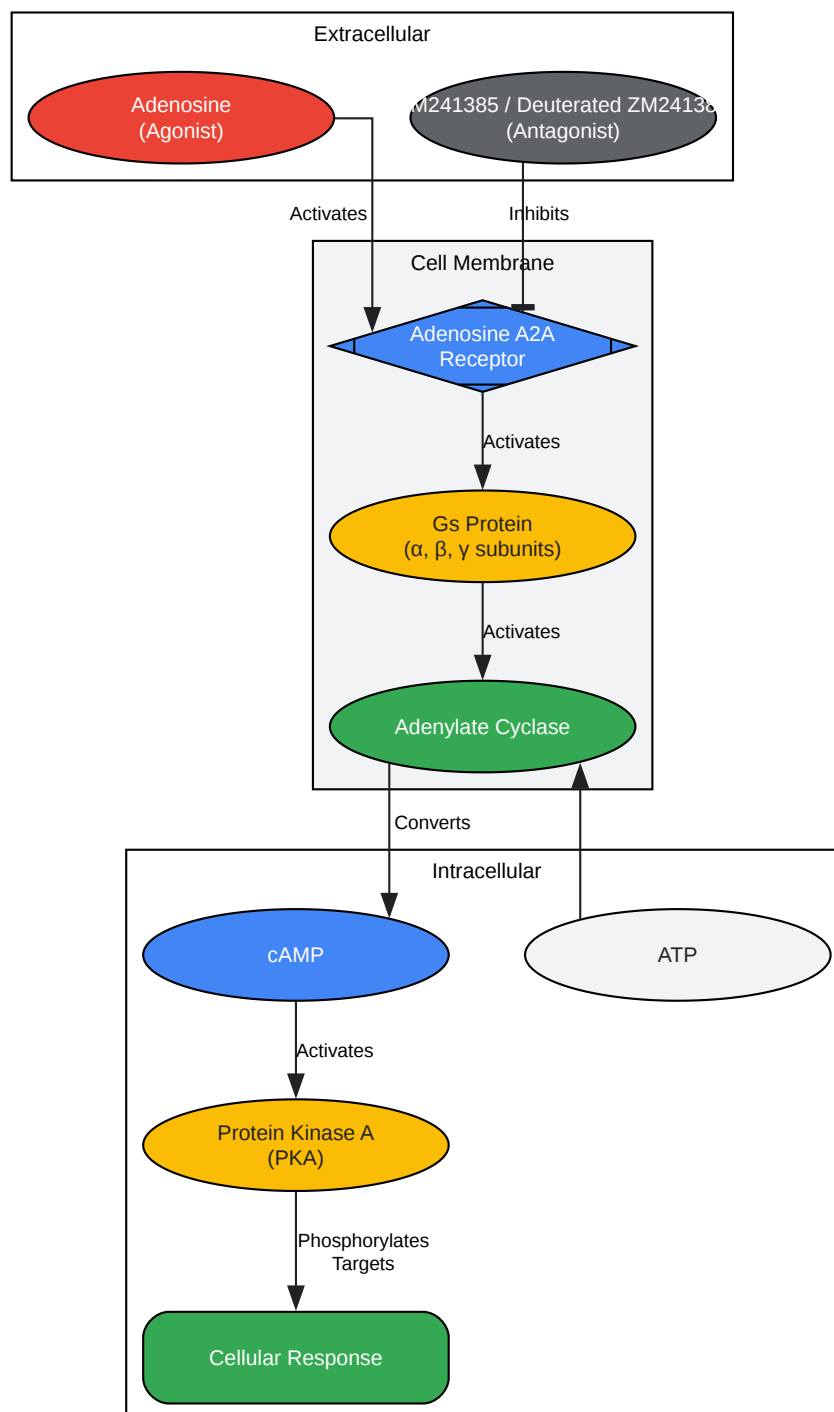 Extracellular
Adenosine
(Agonist)
M241385 / Deuterated ZM24138
(Antagonist)
Activates
Inhibits
Cell Membrane
Adenosine A2A
Receptor
Activates
Gs Protein
(α, β, γ subunits)
Activates
Adenylate Cyclase
Converts
Intracellular
cAMP
ATP
Activates
Protein Kinase A
(PKA)
Phosphorylates
Targets
Cellular Response